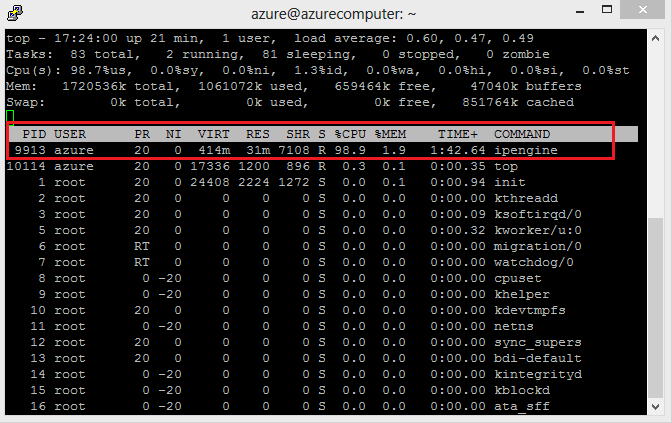 azure@azurecomputer: ~
top - 17:24:00 up 21 min,  1 user,  load average: 0.60, 0.47, 0.49
Tasks:  83 total,   2 running,  81 sleeping,   0 stopped,   0 zombie
Cpu(s): 98.7%us,  0.0%sy,  0.0%ni,  1.3%id,  0.0%wa,  0.0%hi,  0.0%si,  0.0%st
Mem:   1720536k total,  1061072k used,   659464k free,    47040k buffers
Swap:        0k total,        0k used,        0k free,   851764k cached
PID USER      PR  NI  VIRT  RES  SHR S %CPU %MEM    TIME+  COMMAND
9913 azure     20   0  414m  31m 7108 R 98.9  1.9   1:42.64 ipengine
10114 azure     20   0 17336 1200  896 R  0.3  0.1   0:00.35 top
1 root      20   0 24408 2224 1272 S  0.0  0.1   0:00.94 init
2 root      20   0     0    0    0 S  0.0  0.0   0:00.00 kthreadd
3 root      20   0     0    0    0 S  0.0  0.0   0:00.09 ksoftirqd/0
5 root      20   0     0    0    0 S  0.0  0.0   0:00.32 kworker/u:0
6 root      RT   0     0    0    0 S  0.0  0.0   0:00.00 migration/0
7 root      RT   0     0    0    0 S  0.0  0.0   0:00.00 watchdog/0
8 root       0 -20     0    0    0 S  0.0  0.0   0:00.00 cpuset
9 root       0 -20     0    0    0 S  0.0  0.0   0:00.00 khelper
10 root      20   0     0    0    0 S  0.0  0.0   0:00.00 kdevtmpfs
11 root       0 -20     0    0    0 S  0.0  0.0   0:00.00 netns
12 root      20   0     0    0    0 S  0.0  0.0   0:00.00 sync_supers
13 root      20   0     0    0    0 S  0.0  0.0   0:00.00 bdi-default
14 root       0 -20     0    0    0 S  0.0  0.0   0:00.00 kintegrityd
15 root       0 -20     0    0    0 S  0.0  0.0   0:00.00 kblockd
16 root       0 -20     0    0    0 S  0.0  0.0   0:00.00 ata_sff